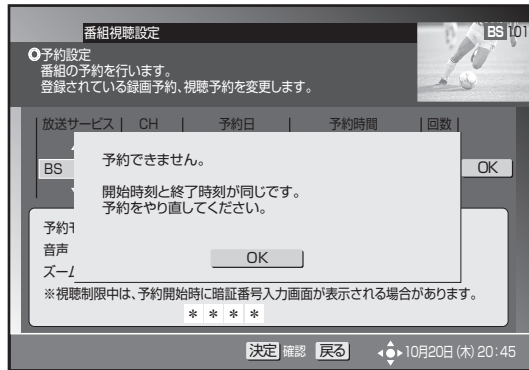 番組視聴設定
BS 101
予約設定
番組の予約を行います。
登録されている録画予約、視聴予約を変更します。
放送サービス CH 予約日 予約時間 回数
BS
OK
予約できません。
開始時刻と終了時刻が同じです。
予約をやり直してください。
OK
予約
音声
ズーム
※視聴制限中は、予約開始時に暗証番号入力画面が表示される場合があります。
＊ ＊ ＊ ＊
決定 確認 戻る 10月20日(木) 20:45